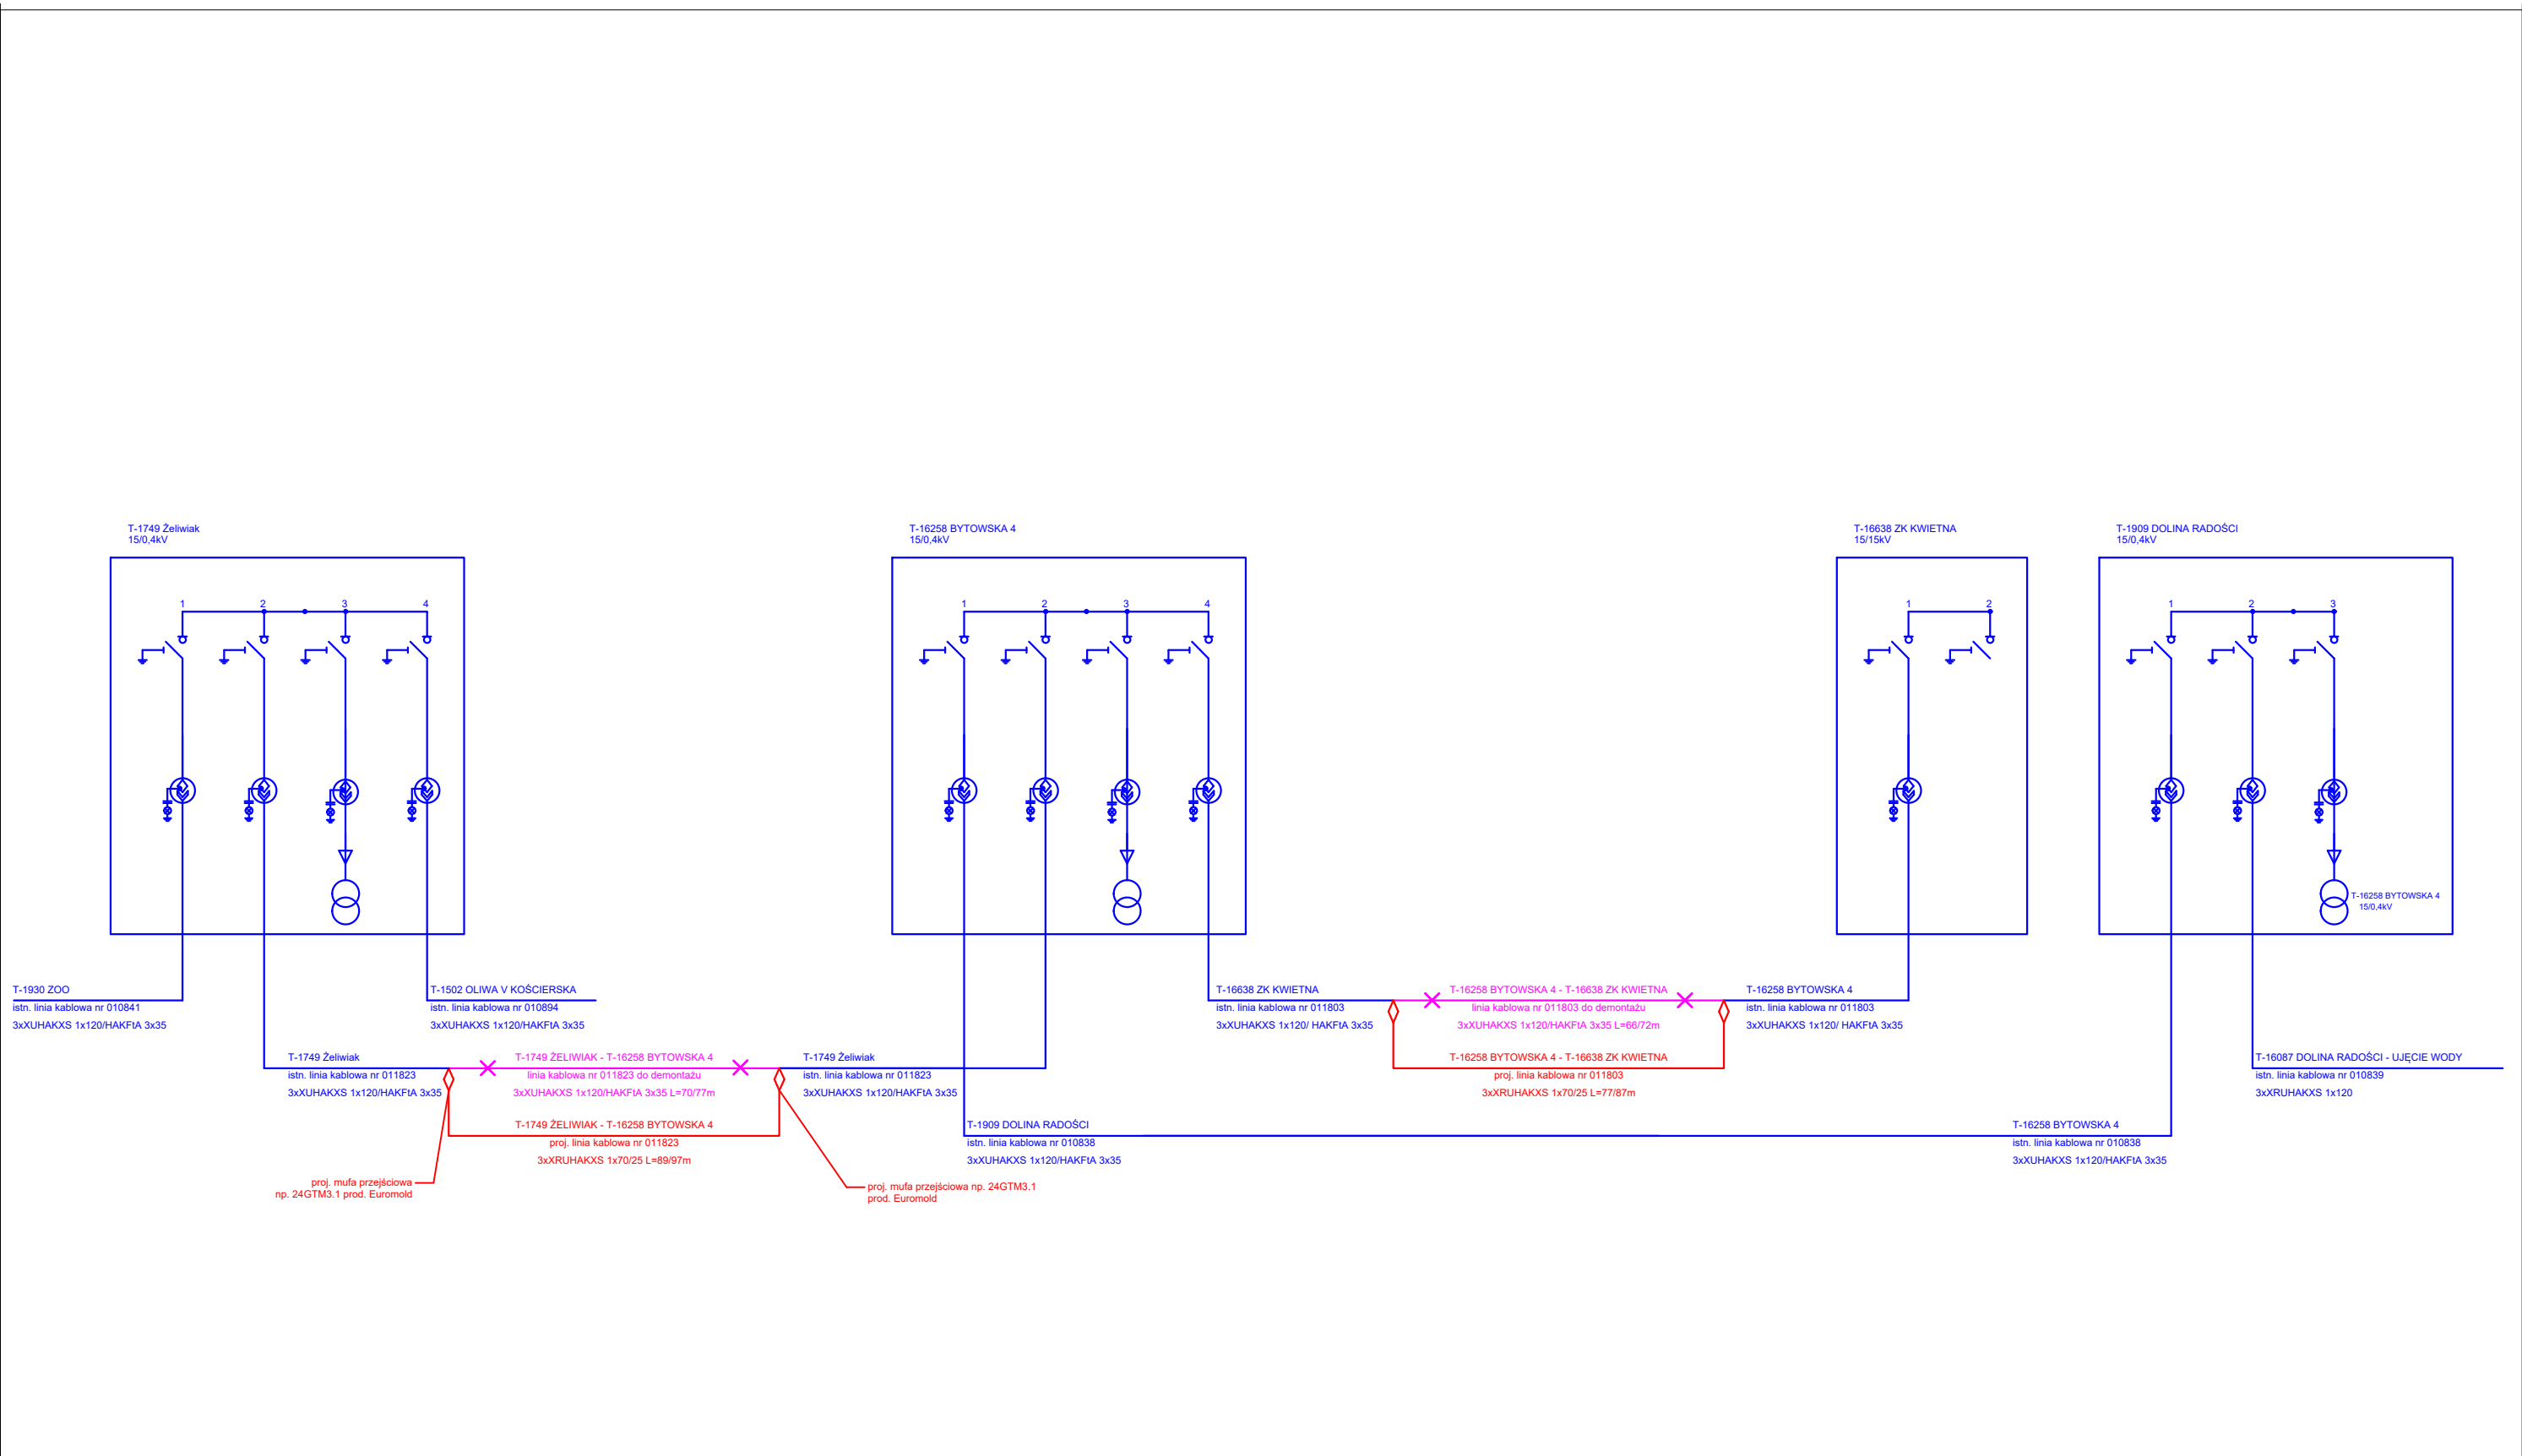 T-1749 Żeliwiak
15/0,4kV
1
2
3
4
T-16258 BYTOWSKA 4
15/0,4kV
1
2
3
4
T-16638 ZK KWIETNA
15/15kV
1
2
T-1909 DOLINA RADOŚCI
15/0,4kV
1
2
3
T-16258 BYTOWSKA 4
15/0,4kV
T-1930 ZOO
istn. linia kablowa nr 010841
3xXUHAKXS 1x120/HAKFtA 3x35
T-1502 OLIWA V KOŚCIERSKA
istn. linia kablowa nr 010894
3xXUHAKXS 1x120/HAKFtA 3x35
T-16638 ZK KWIETNA
istn. linia kablowa nr 011803
3xXUHAKXS 1x120/ HAKFtA 3x35
T-16258 BYTOWSKA 4 - T-16638 ZK KWIETNA
linia kablowa nr 011803 do demontażu
3xXUHAKXS 1x120/HAKFtA 3x35 L=66/72m
T-16258 BYTOWSKA 4
istn. linia kablowa nr 011803
3xXUHAKXS 1x120/ HAKFtA 3x35
T-1749 Żeliwiak
istn. linia kablowa nr 011823
3xXUHAKXS 1x120/HAKFtA 3x35
T-1749 ŻELIWIAK - T-16258 BYTOWSKA 4
linia kablowa nr 011823 do demontażu
3xXUHAKXS 1x120/HAKFtA 3x35 L=70/77m
T-1749 Żeliwiak
istn. linia kablowa nr 011823
3xXUHAKXS 1x120/HAKFtA 3x35
T-16258 BYTOWSKA 4 - T-16638 ZK KWIETNA
proj. linia kablowa nr 011803
3xXRUHAKXS 1x70/25 L=77/87m
T-16087 DOLINA RADOŚCI - UJĘCIE WODY
istn. linia kablowa nr 010839
3xXRUHAKXS 1x120
T-1749 ŻELIWIAK - T-16258 BYTOWSKA 4
proj. linia kablowa nr 011823
3xXRUHAKXS 1x70/25 L=89/97m
T-1909 DOLINA RADOŚCI
istn. linia kablowa nr 010838
3xXUHAKXS 1x120/HAKFtA 3x35
T-16258 BYTOWSKA 4
istn. linia kablowa nr 010838
3xXUHAKXS 1x120/HAKFtA 3x35
proj. mufa przejściowa
np. 24GTM3.1 prod. Euromold
proj. mufa przejściowa np. 24GTM3.1
prod. Euromold